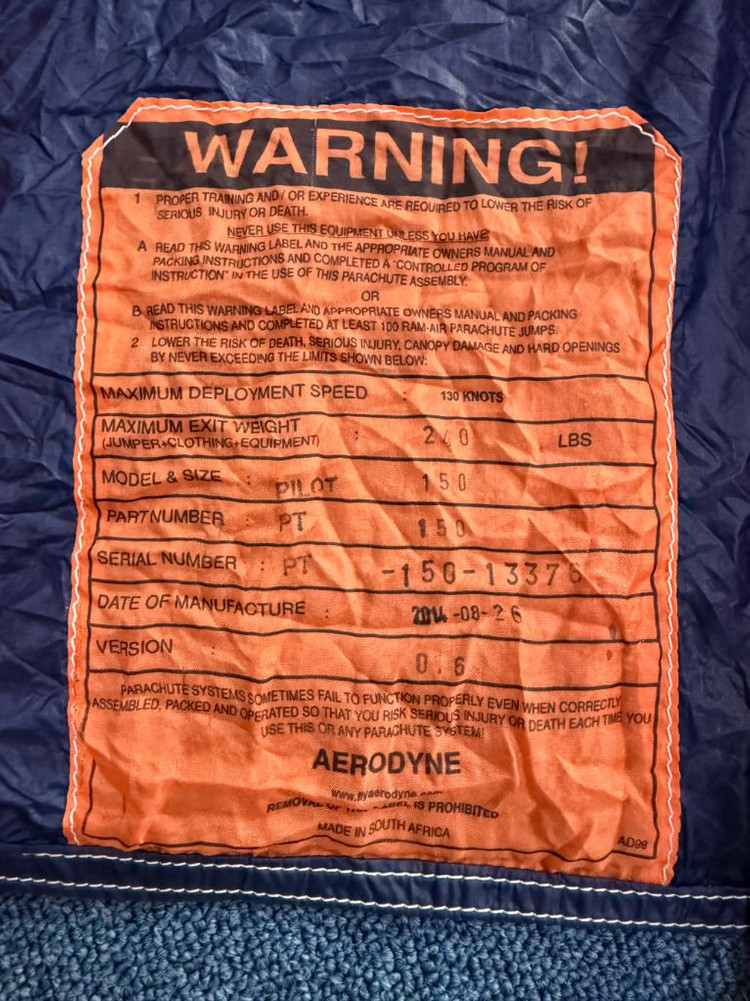 WARNING!
1 PROPER TRAINING AND / OR EXPERIENCE ARE REQUIRED TO LOWER THE RISK OF
SERIOUS INJURY OR DEATH.
NEVER USE THIS EQUIPMENT UNLESS YOU HAVE:
A READ THIS WARNING LABEL AND THE APPROPRIATE OWNERS MANUAL AND
PACKING INSTRUCTIONS AND COMPLETED A "CONTROLLED PROGRAM OF
INSTRUCTION" IN THE USE OF THIS PARACHUTE ASSEMBLY.
OR
B READ THIS WARNING LABEL AND APPROPRIATE OWNERS MANUAL AND PACKING
INSTRUCTIONS AND COMPLETED AT LEAST 100 RAM-AIR PARACHUTE JUMPS.
2 LOWER THE RISK OF DEATH, SERIOUS INJURY, CANOPY DAMAGE AND HARD OPENINGS
BY NEVER EXCEEDING THE LIMITS SHOWN BELOW:
MAXIMUM DEPLOYMENT SPEED : 130 KNOTS
MAXIMUM EXIT WEIGHT
(JUMPER+CLOTHING+EQUIPMENT) : LBS
MODEL & SIZE : PILOT 150
PARTNUMBER : PT 150
SERIAL NUMBER : PT -150-13376
DATE OF MANUFACTURE : 2014-08-26
VERSION : 0.6
PARACHUTE SYSTEMS SOMETIMES FAIL TO FUNCTION PROPERLY EVEN WHEN CORRECTLY
ASSEMBLED, PACKED AND OPERATED SO THAT YOU RISK SERIOUS INJURY OR DEATH EACH TIME YOU
USE THIS OR ANY PARACHUTE SYSTEM!
AERODYNE
REMOVAL OF THIS LABEL IS PROHIBITED
MADE IN SOUTH AFRICA
AD99